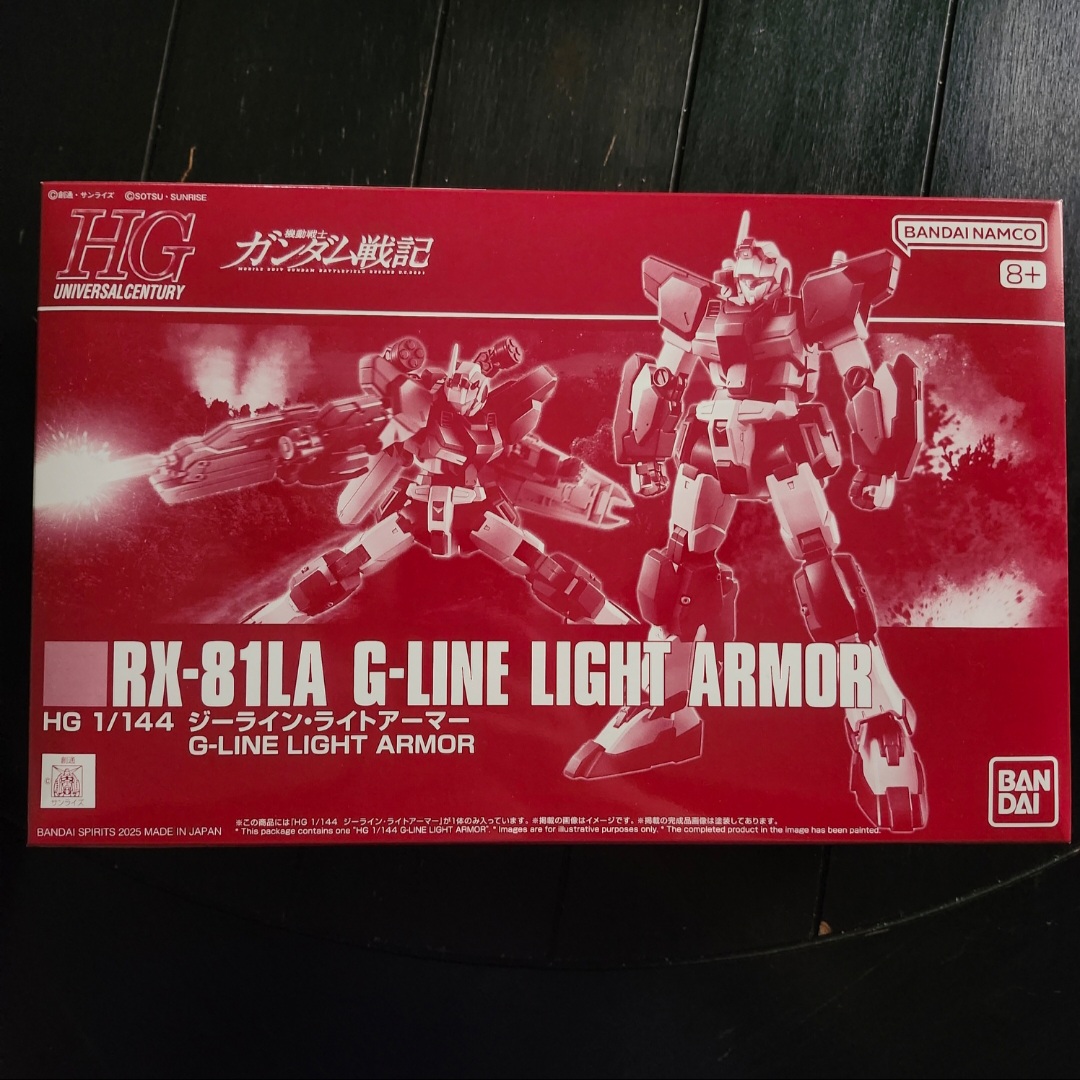 ©創通・サンライズ ©SOTSU・SUNRISE
HG
UNIVERSAL CENTURY
機動戦士
ガンダム戦記
MOBILE SUIT GUNDAM BATTLEFIELD RECORD U.C.0081
BANDAI NAMCO
8+
RX-81LA G-LINE LIGHT ARMOR
HG 1/144 ジーライン・ライトアーマー
G-LINE LIGHT ARMOR
創通
©
サンライズ
BAN
DAI
※この商品には「HG 1/144 ジーライン・ライトアーマー」が1体のみ入っています。※掲載の画像はイメージです。※掲載の完成品画像は塗装してあります。
BANDAI SPIRITS 2025 MADE IN JAPAN
* This package contains one "HG 1/144 G-LINE LIGHT ARMOR". * Images are for illustrative purposes only. * The completed product in the image has been painted.